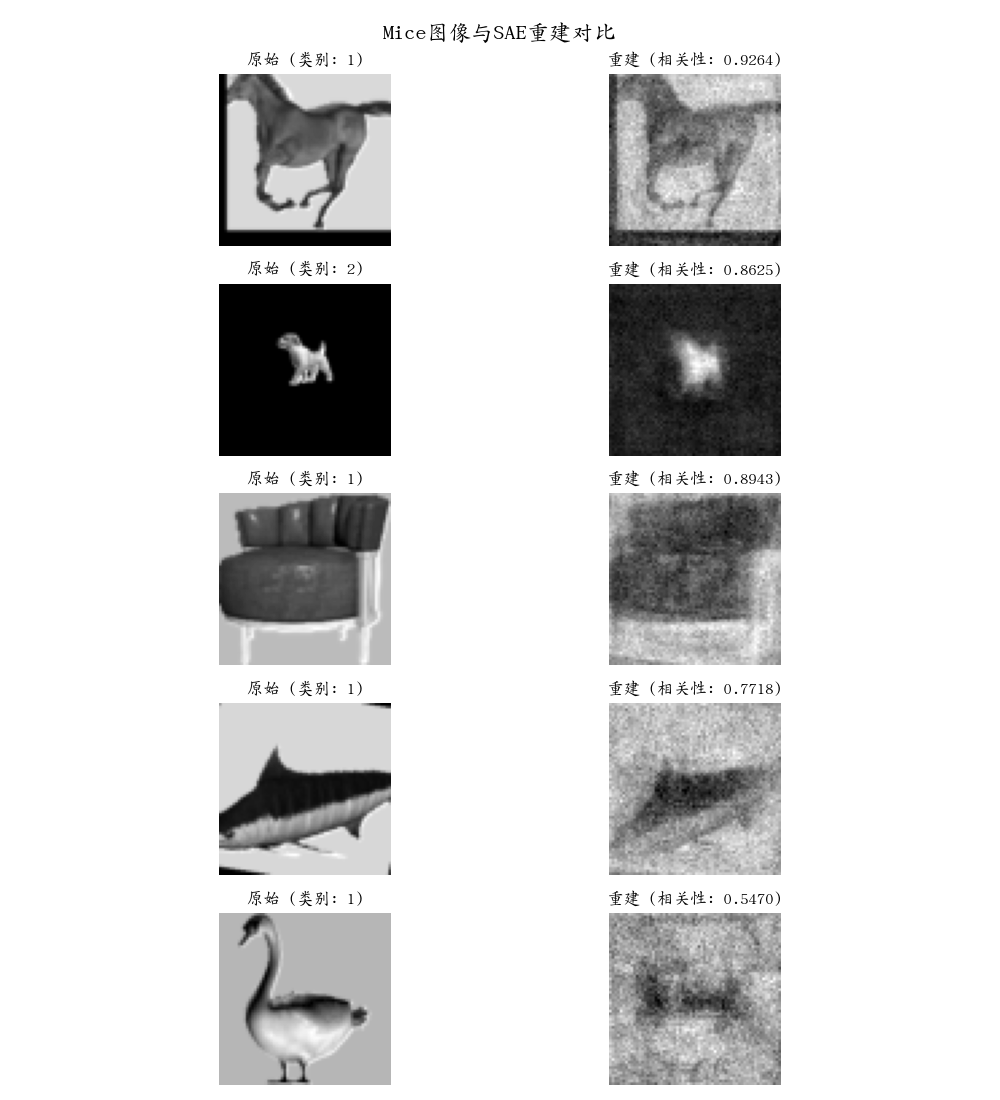 Mice图像与SAE重建对比
原始 (类别: 1)
重建 (相关性: 0.9264)
原始 (类别: 2)
重建 (相关性: 0.8625)
原始 (类别: 1)
重建 (相关性: 0.8943)
原始 (类别: 1)
重建 (相关性: 0.7718)
原始 (类别: 1)
重建 (相关性: 0.5470)